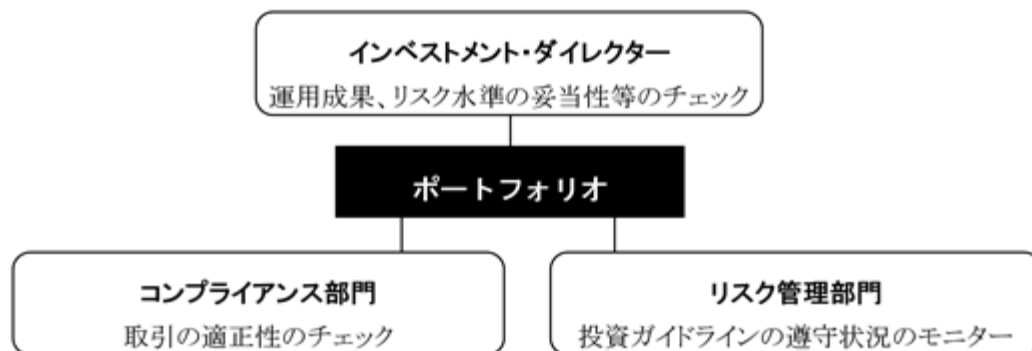 インベストメント・ダイレクター
運用成果、リスク水準の妥当性等のチェック
ポートフォリオ
コンプライアンス部門
取引の適正性のチェック
リスク管理部門
投資ガイドラインの遵守状況のモニター